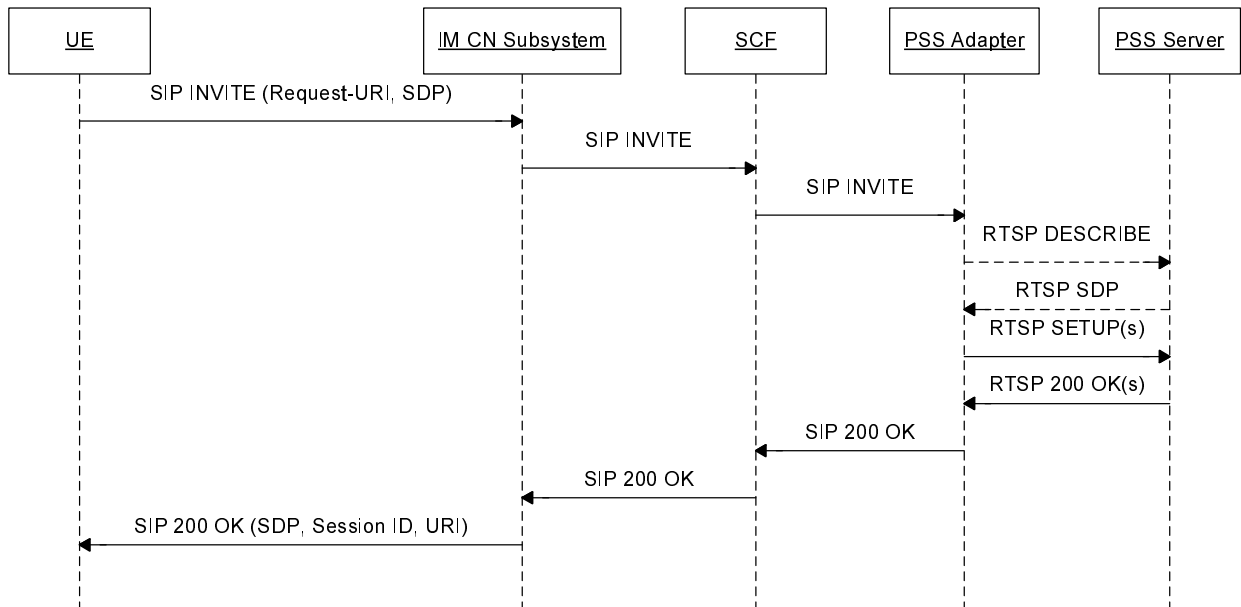 UE
IM CN Subsystem
SCF
PSS Adapter
PSS Server
SIP INVITE (Request-URI, SDP)
SIP INVITE
SIP INVITE
RTSP DESCRIBE
RTSP SDP
RTSP SETUP(s)
RTSP 200 OK(s)
SIP 200 OK
SIP 200 OK
SIP 200 OK (SDP, Session ID, URI)